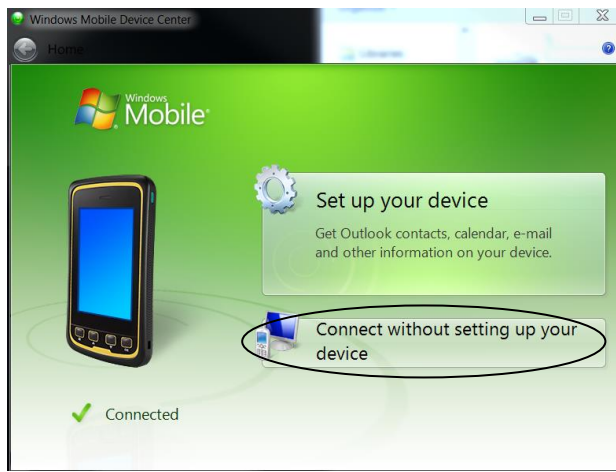 Windows Mobile Device Center
Home
Windows
Mobile
Set up your device
Get Outlook contacts, calendar, e-mail
and other information on your device.
Connect without setting up your
device
Connected